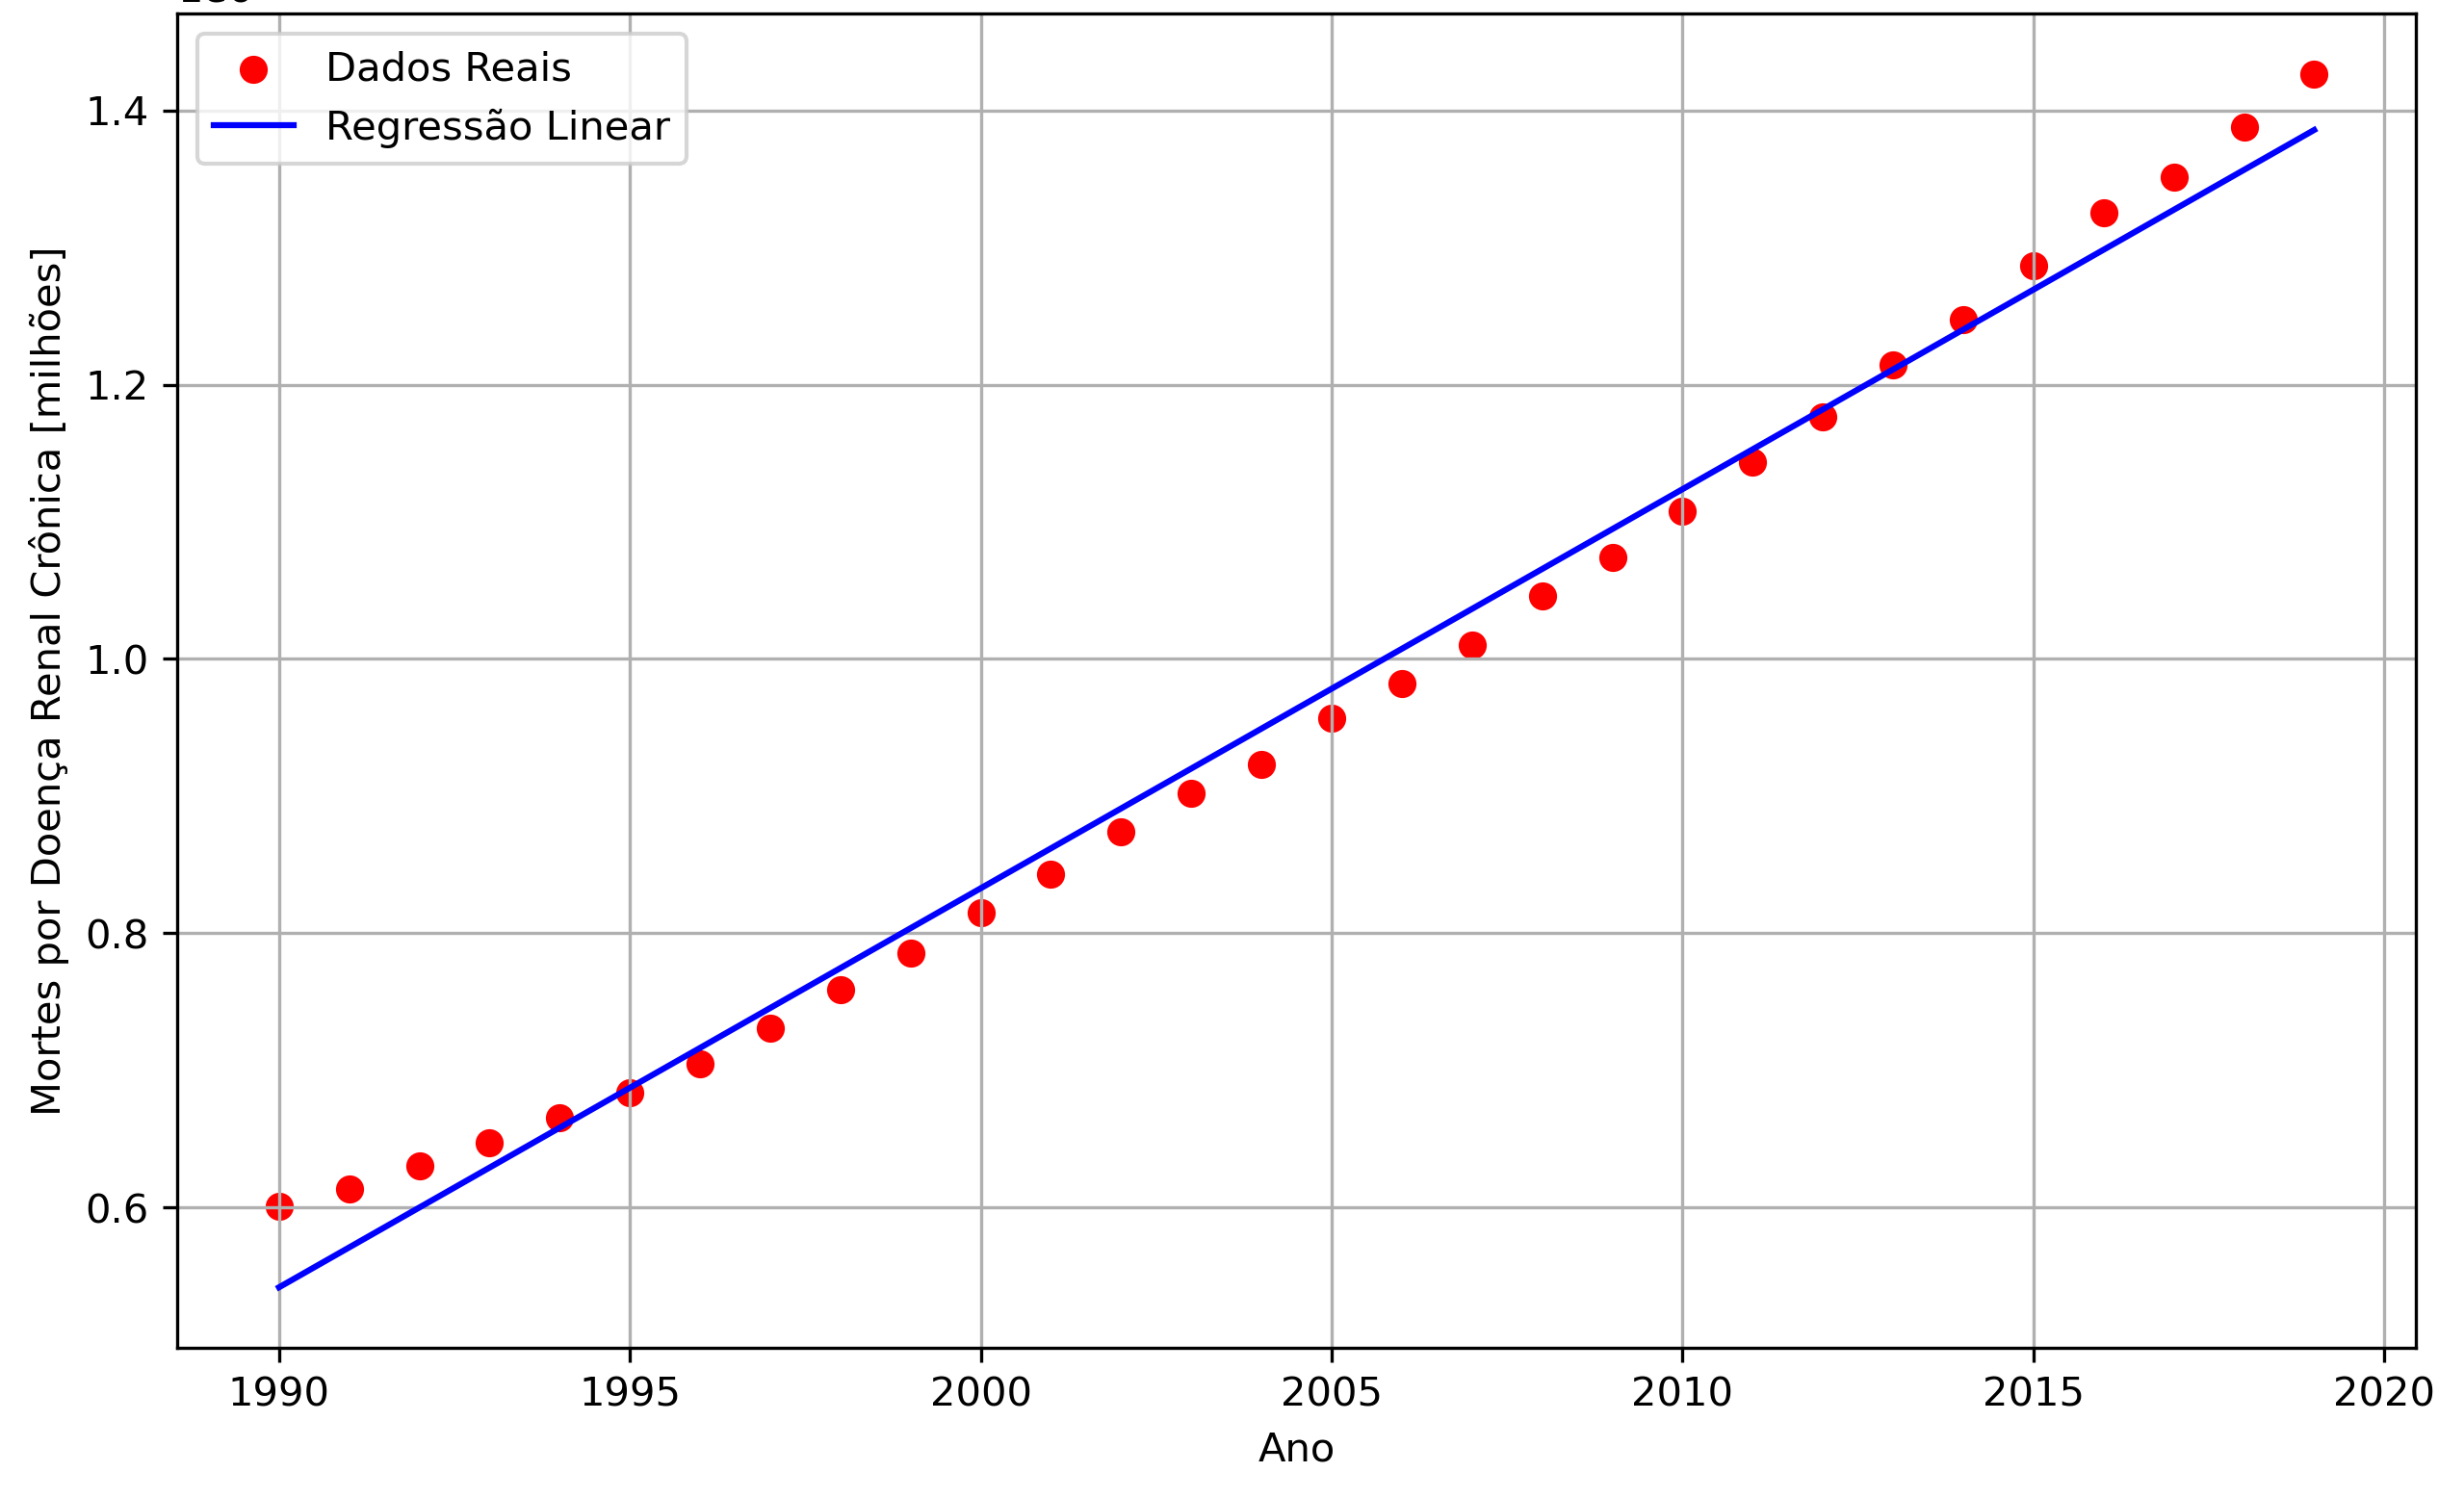 Dados Reais
Regressão Linear
Mortes por Doença Renal Crônica [milhões]
1.4
1.2
1.0
0.8
0.6
1990 1995 2000 2005 2010 2015 2020
Ano